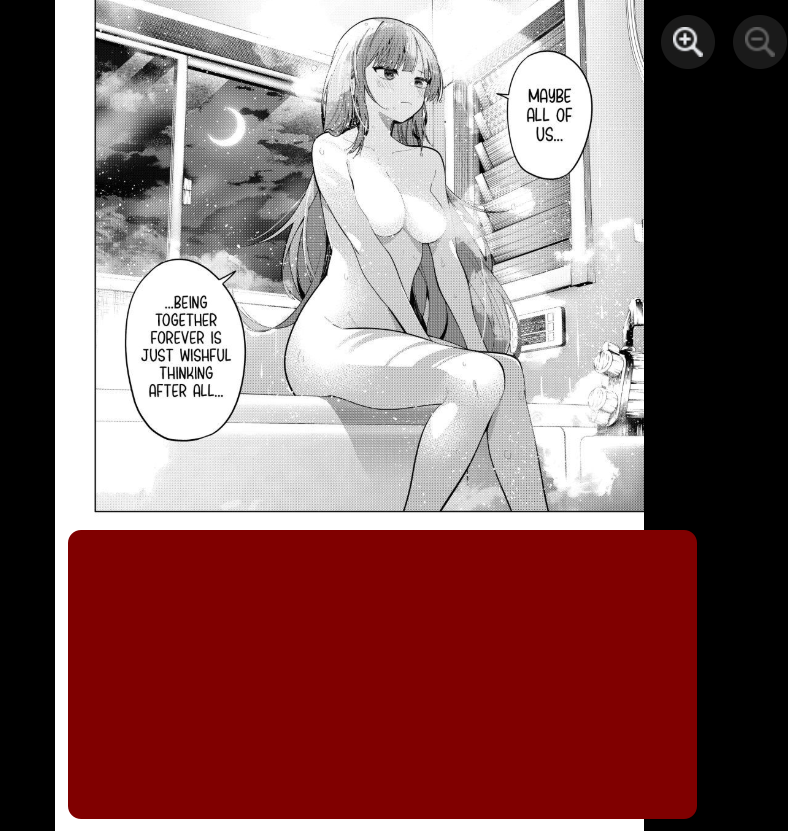 MAYBE
ALL OF
US...
...BEING
TOGETHER
FOREVER IS
JUST WISHFUL
THINKING
AFTER ALL...